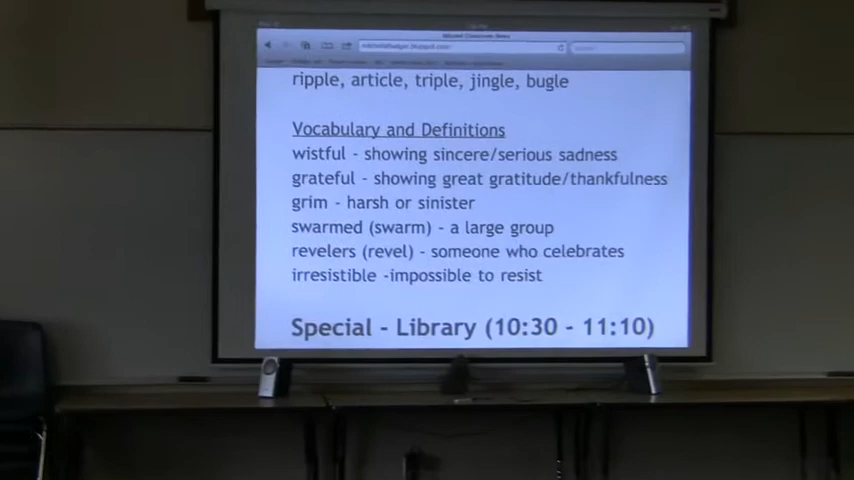 ripple, article, triple, jingle, bugle
Vocabulary and Definitions
wistful - showing sincere/serious sadness
grateful - showing great gratitude/thankfulness
grim - harsh or sinister
swarmed (swarm) - a large group
revelers (revel) - someone who celebrates
irresistible -impossible to resist
Special - Library (10:30 - 11:10)